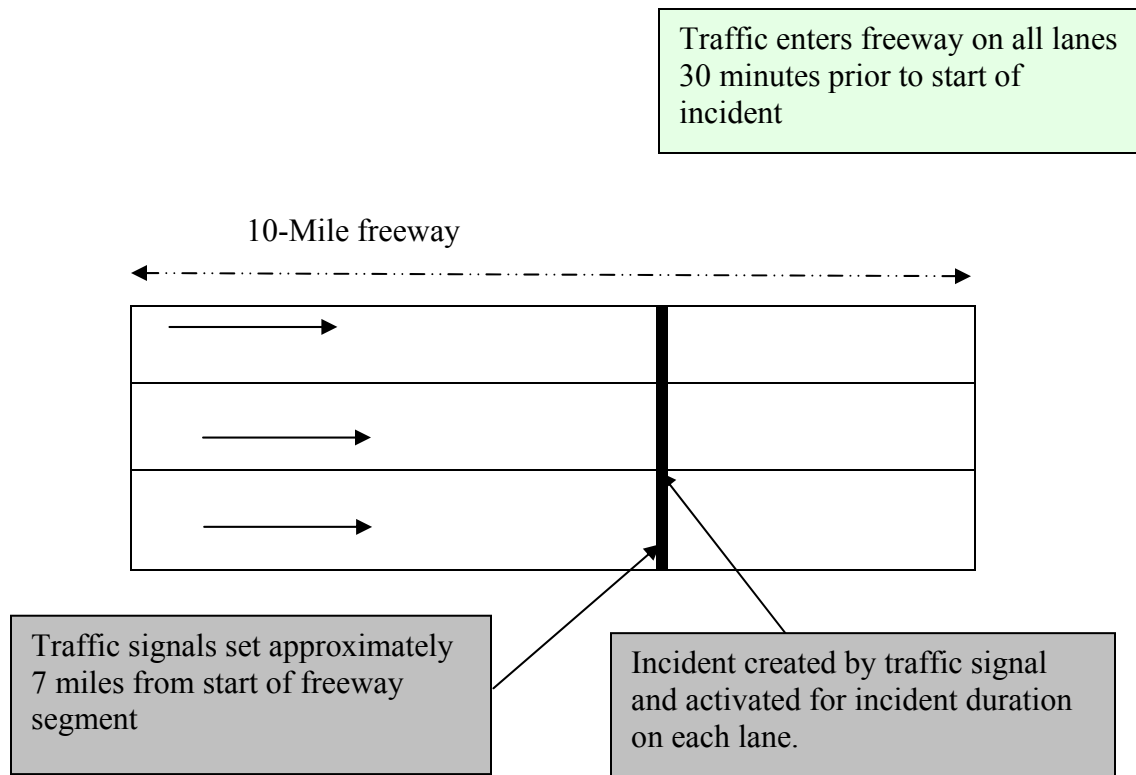 Traffic enters freeway on all lanes
30 minutes prior to start of
incident
10-Mile freeway
Traffic signals set approximately
7 miles from start of freeway
segment
Incident created by traffic signal
and activated for incident duration
on each lane.